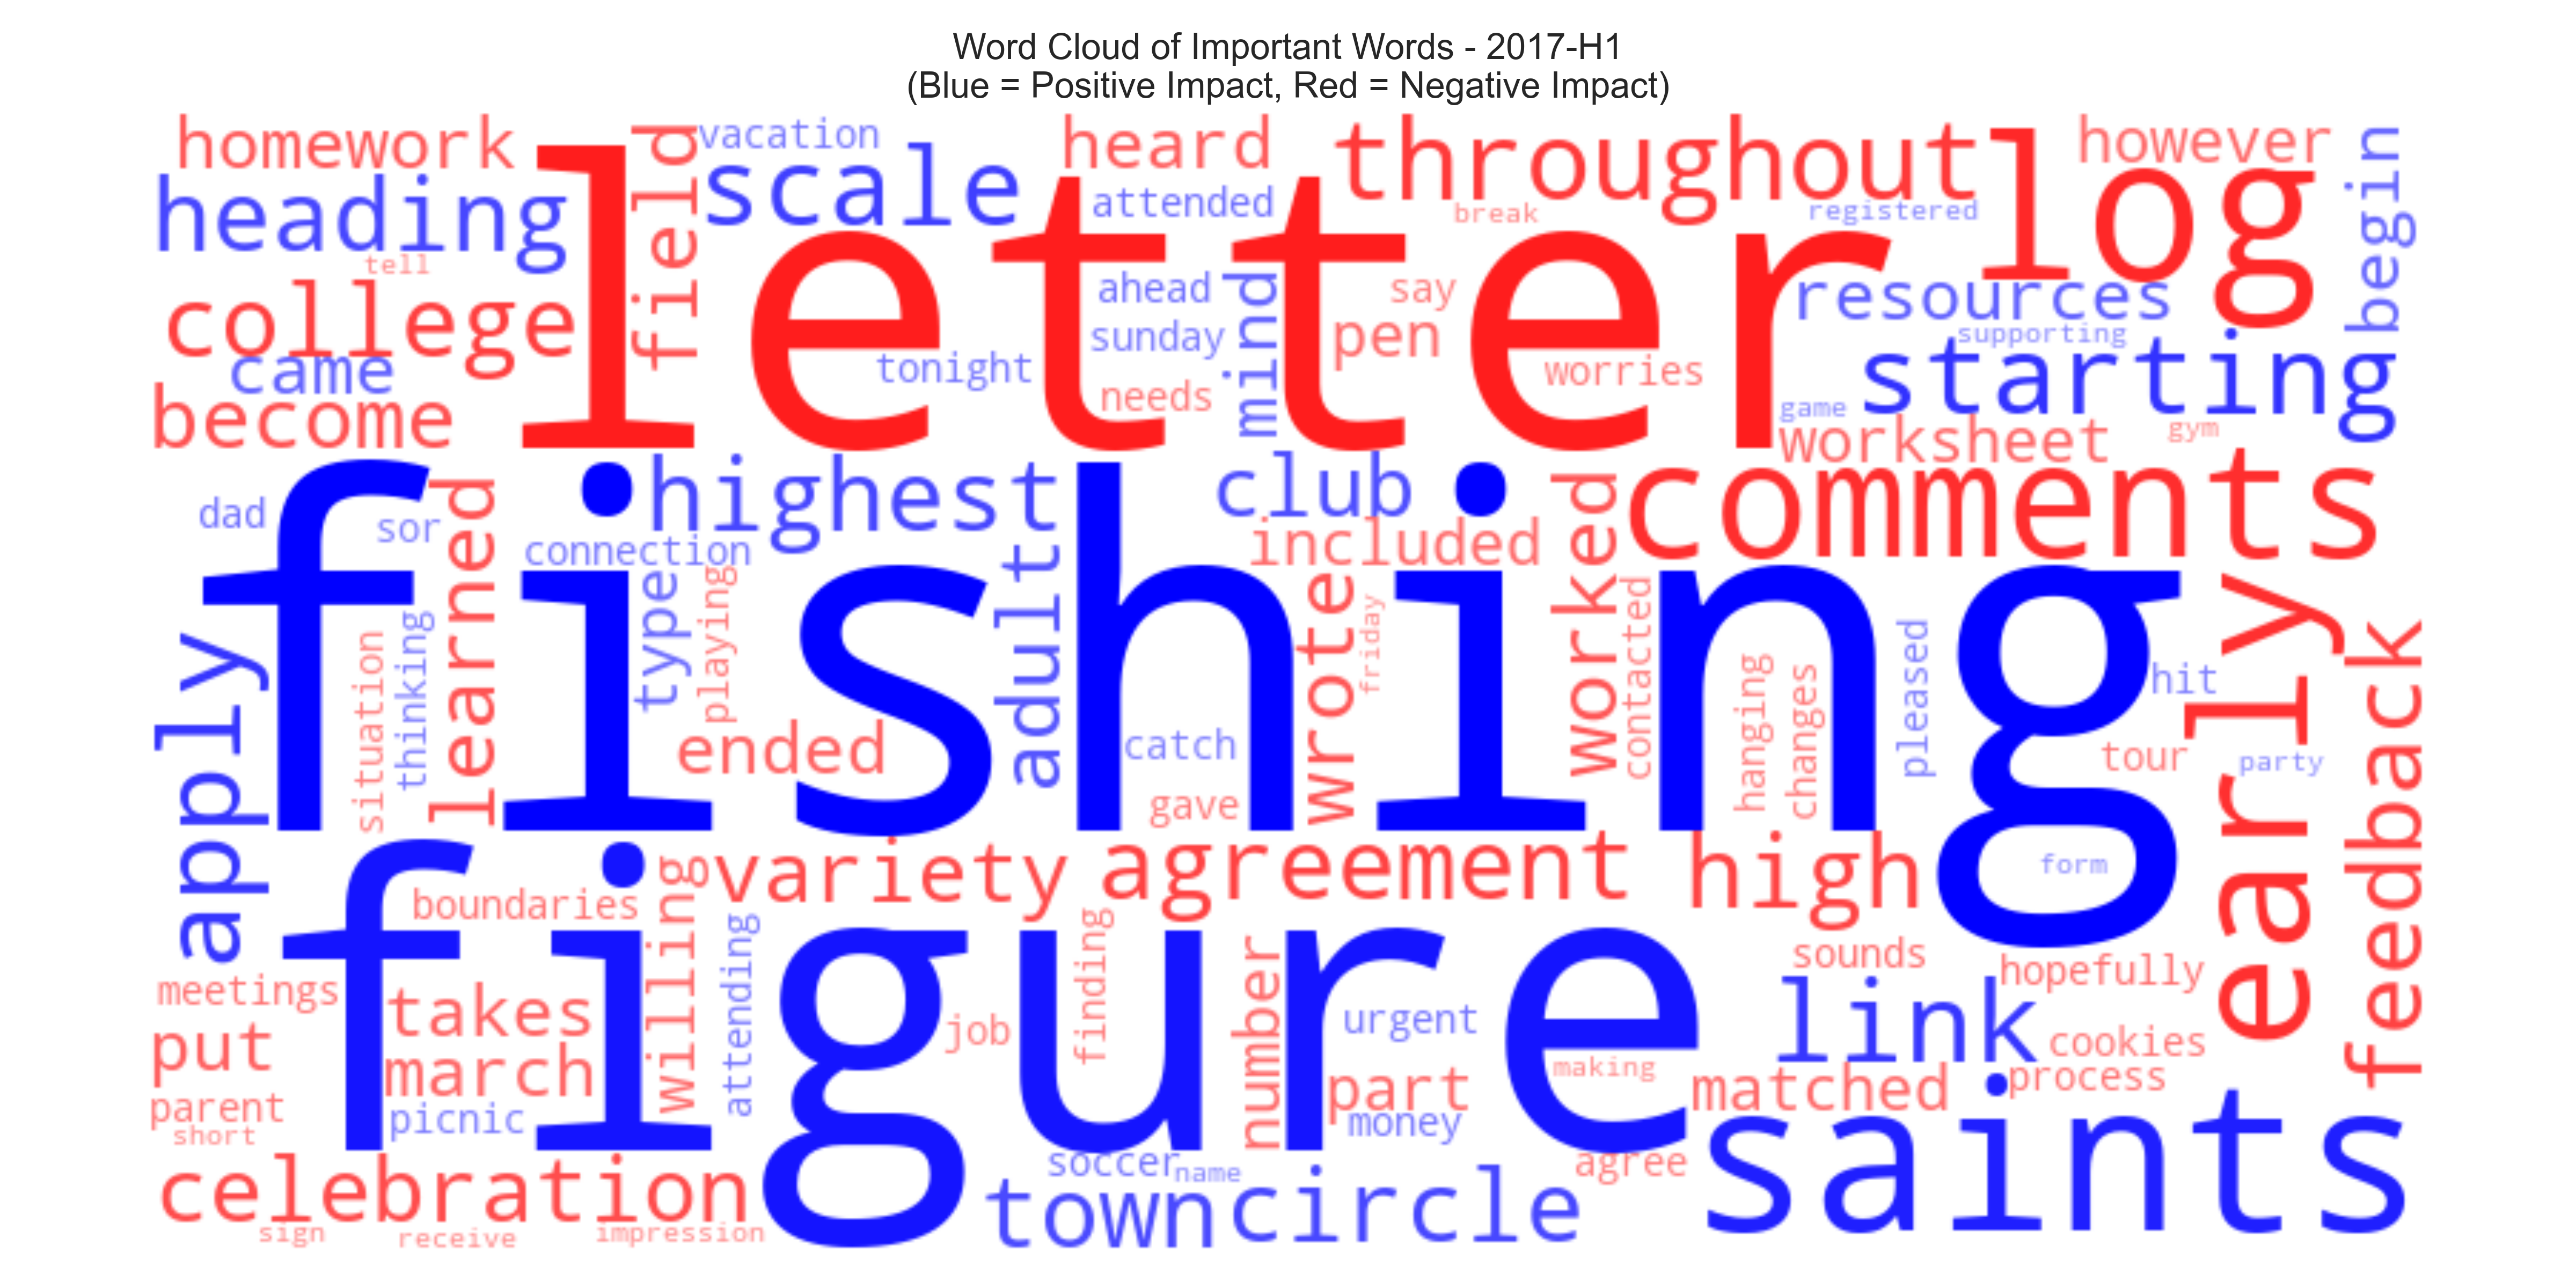 Word Cloud of Important Words - 2017-H1
(Blue = Positive Impact, Red = Negative Impact)
homework
vacation
heard
throughout
log
however
begin
heading
field
scale
attended
break
registered
letter
tell
college
ahead
mind
say
resources
came
tonight
sunday
pen
supporting
starting
become
needs
worries
game
worksheet
gym
dad
sor
learned
highest
club
comments
connection
included
worked
fishing
type
playing
adult
wrote
friday
contacted
early
apply
situation
thinking
ended
catch
gave
hanging
changes
pleased
hit
tour
party
feedback
variety
agreement
high
form
boundaries
willing
attending
finding
number
sounds
hopefully
figure
meetings
takes
job
urgent
link
cookies
put
march
making
part
matched
process
parent
picnic
money
short
saints
celebration
soccer
name
agree
town
circle
sign
receive
impression